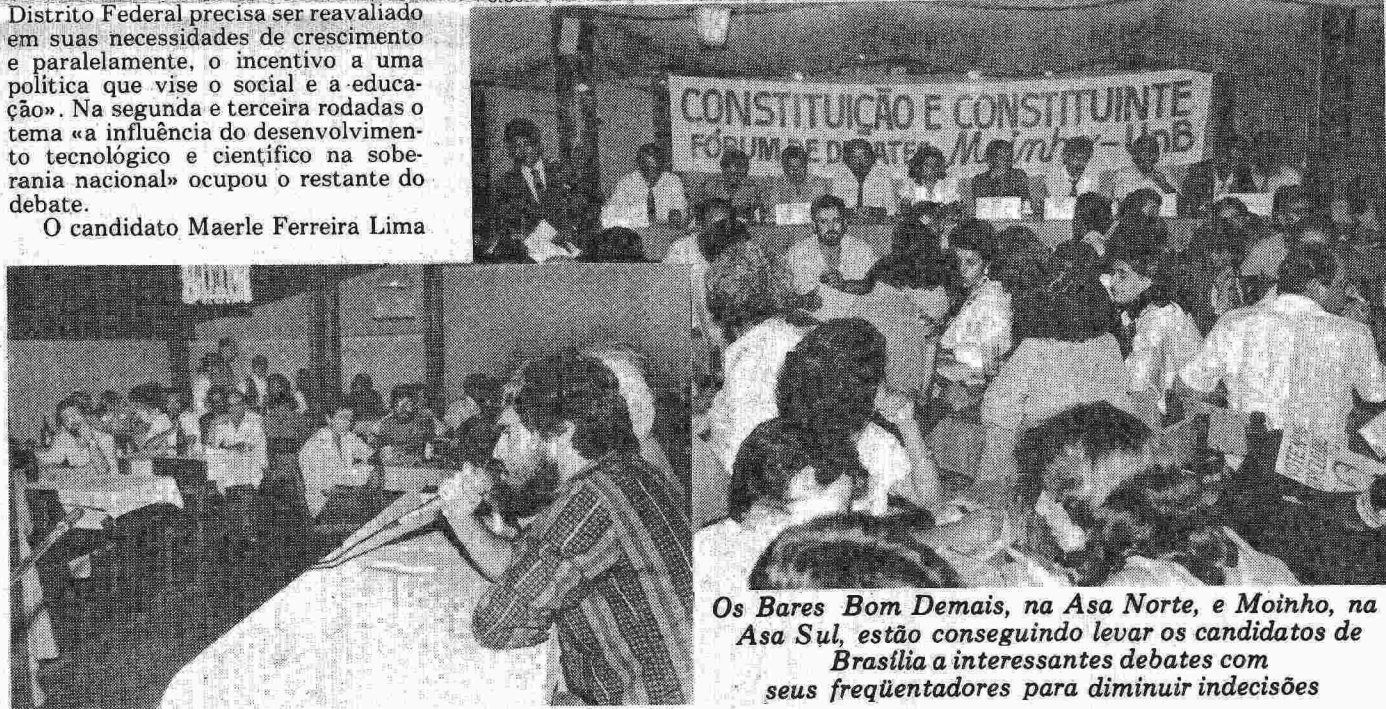 Distrito Federal precisa ser reavaliado
em suas necessidades de crescimento
e paralelamente, o incentivo a uma
política que vise o social e a educa-
ção». Na segunda e terceira rodadas o
tema «a influência do desenvolvimen-
to tecnológico e científico na sobe-
rania nacional» ocupou o restante do
debate.
O candidato Maerle Ferreira Lima
CONSTITUIÇÃO E CONSTITUINTE
FÓRUM DE DEBATES Moinho - UnB
Os Bares Bom Demais, na Asa Norte, e Moinho, na
Asa Sul, estão conseguindo levar os candidatos de
Brasília a interessantes debates com
seus freqüentadores para diminuir indecisões